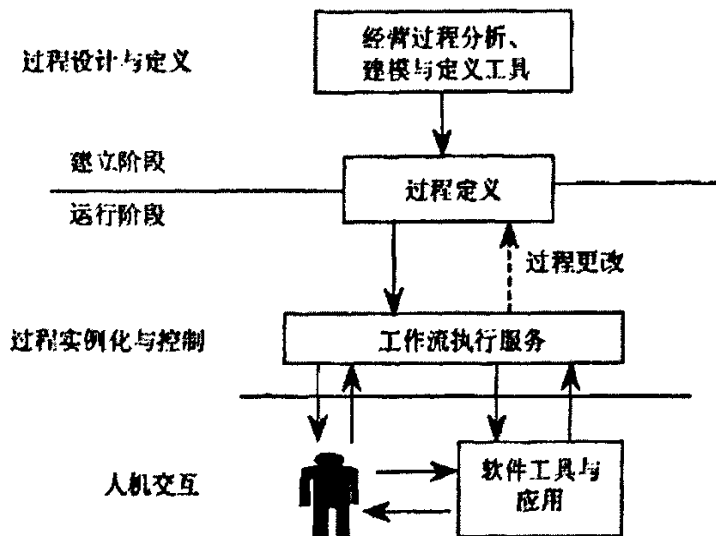 经营过程分析、
过程设计与定义
建模与定义工具
建立阶段
过程定义
运行阶段
过程更改
过程实例化与控制
工作流执行服务
人机交互
软件工具与
应用